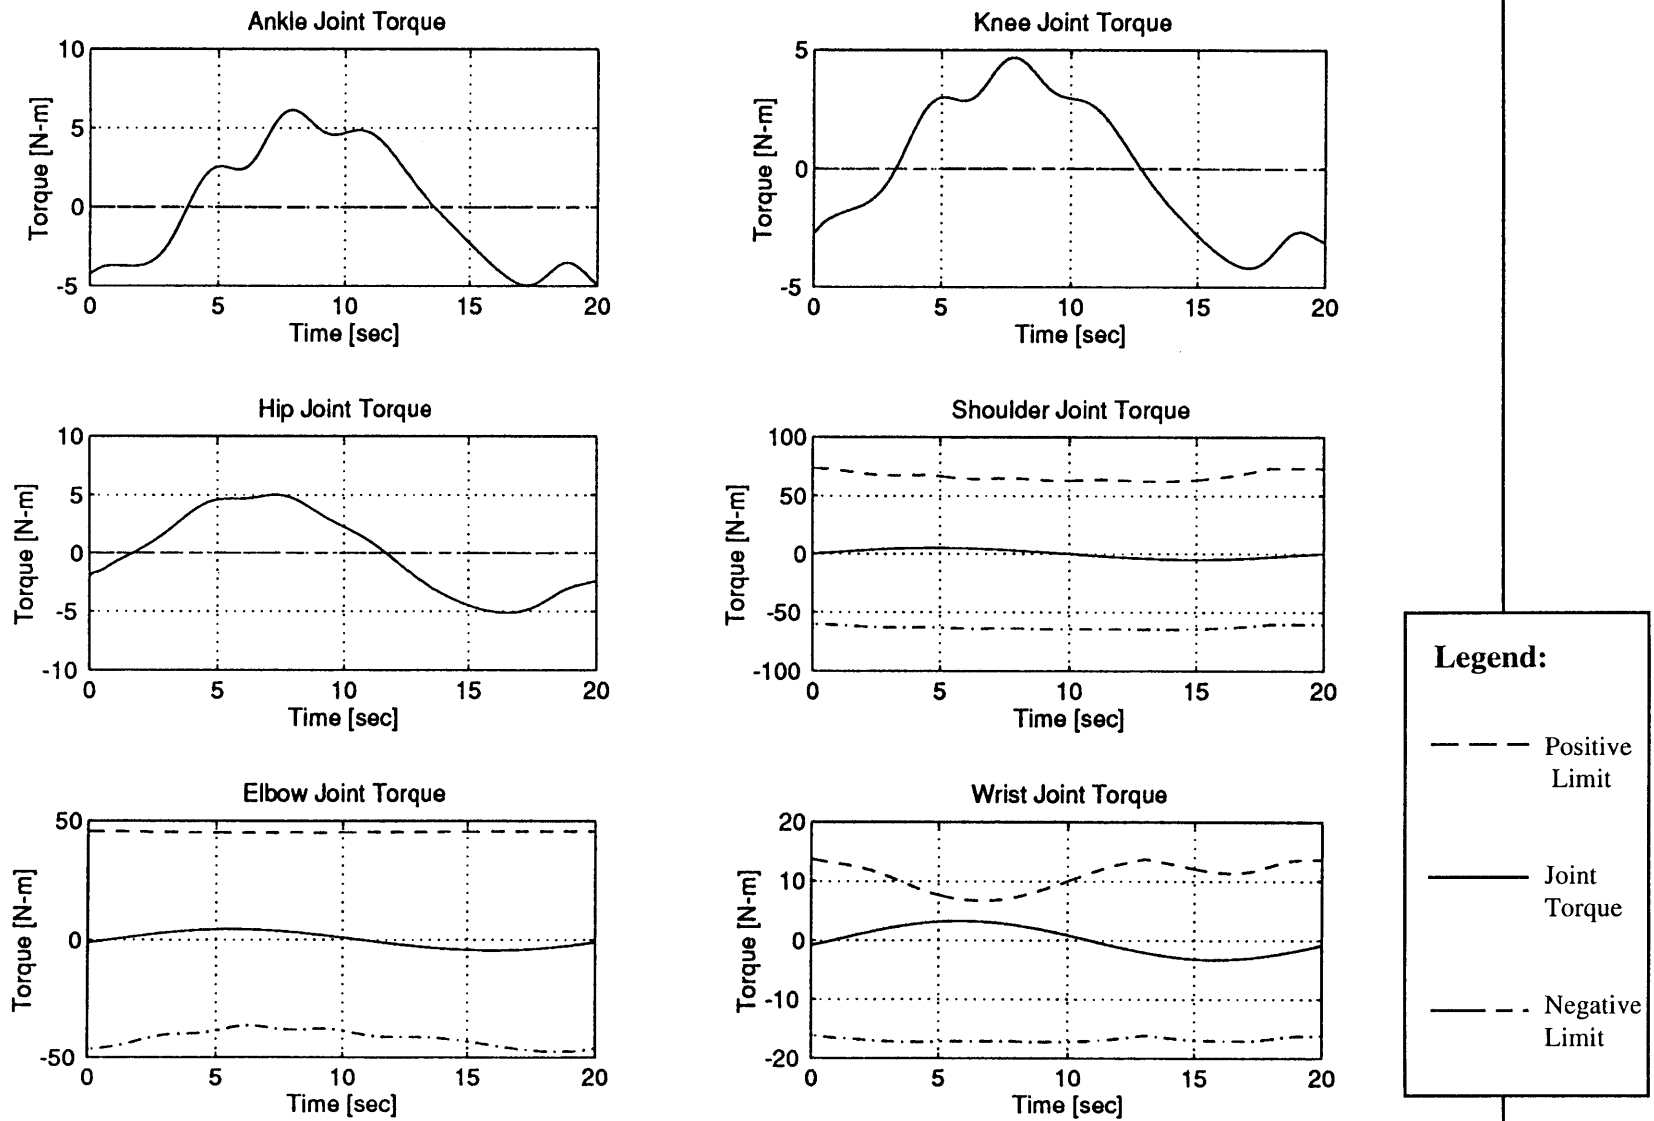 Ankle Joint Torque
10
5
0
-5
Torque [N-m]
0 5 10 15 20
Time [sec]
Knee Joint Torque
5
0
-5
Torque [N-m]
0 5 10 15 20
Time [sec]
Hip Joint Torque
10
5
0
-5
-10
Torque [N-m]
0 5 10 15 20
Time [sec]
Shoulder Joint Torque
100
50
0
-50
-100
Torque [N-m]
0 5 10 15 20
Time [sec]
Elbow Joint Torque
50
0
-50
Torque [N-m]
0 5 10 15 20
Time [sec]
Wrist Joint Torque
20
10
0
-10
-20
Torque [N-m]
0 5 10 15 20
Time [sec]
Legend:
Positive
Limit
Joint
Torque
Negative
Limit